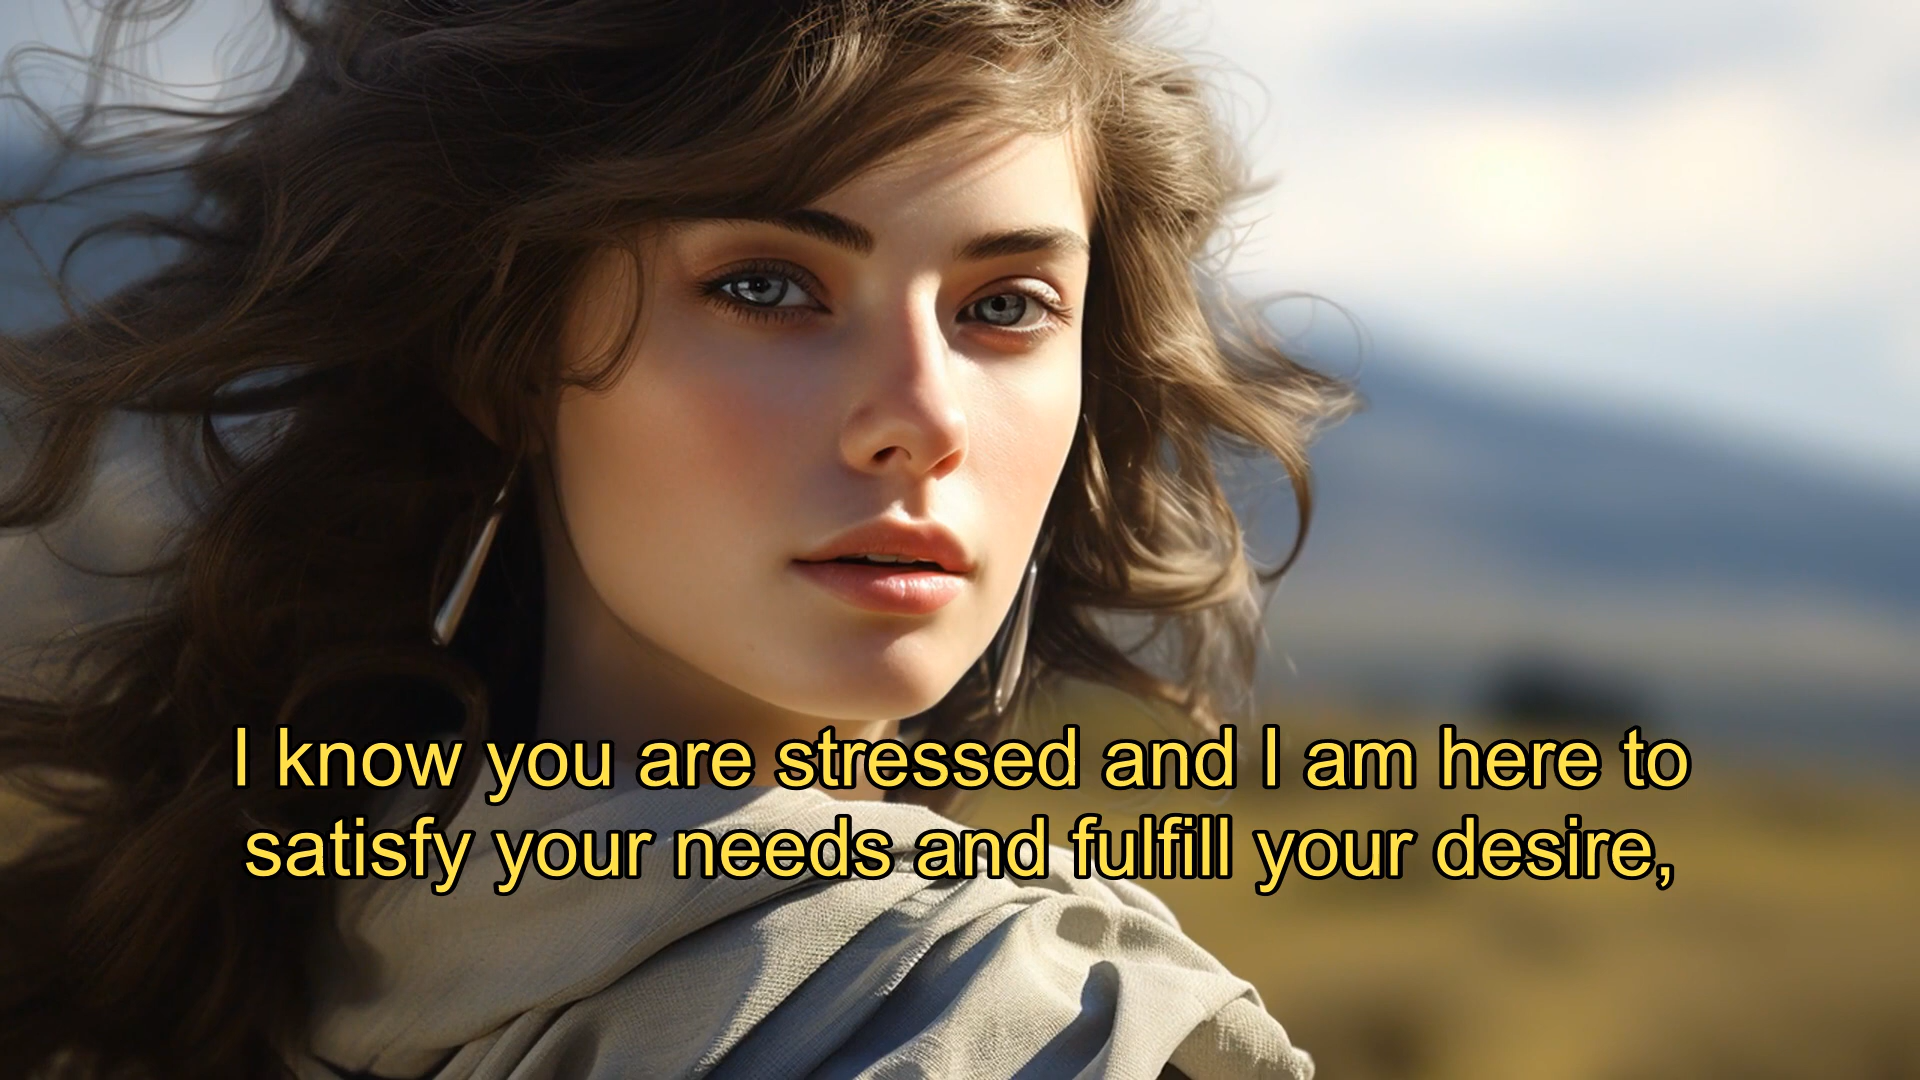 I know you are stressed and I am here to
satisfy your needs and fulfill your desire,